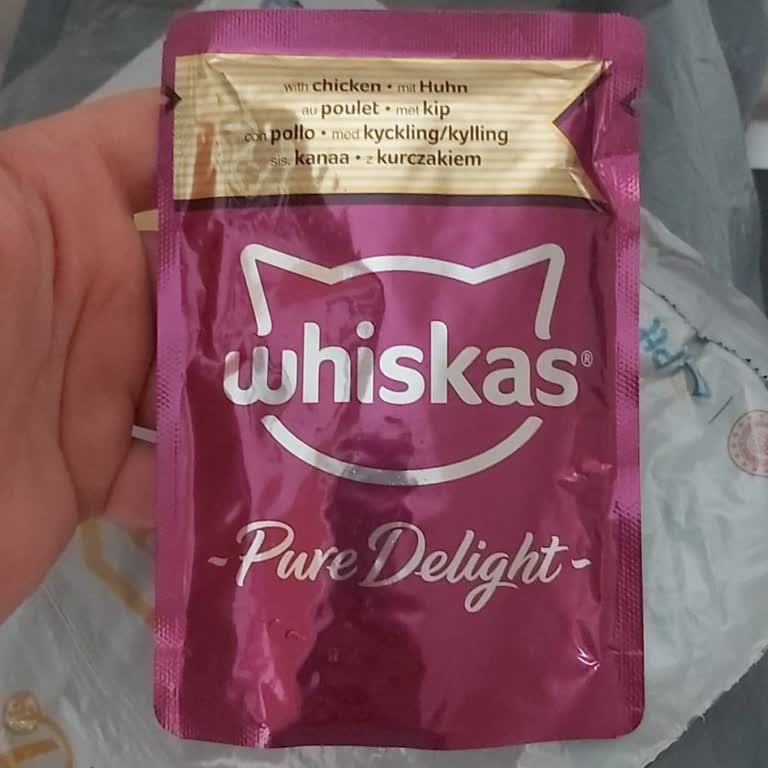 with chicken • mit Huhn
au poulet • met kip
con pollo • med kyckling/kylling
sis. kanaa • z kurczakiem
whiskas®
-Pure Delight-